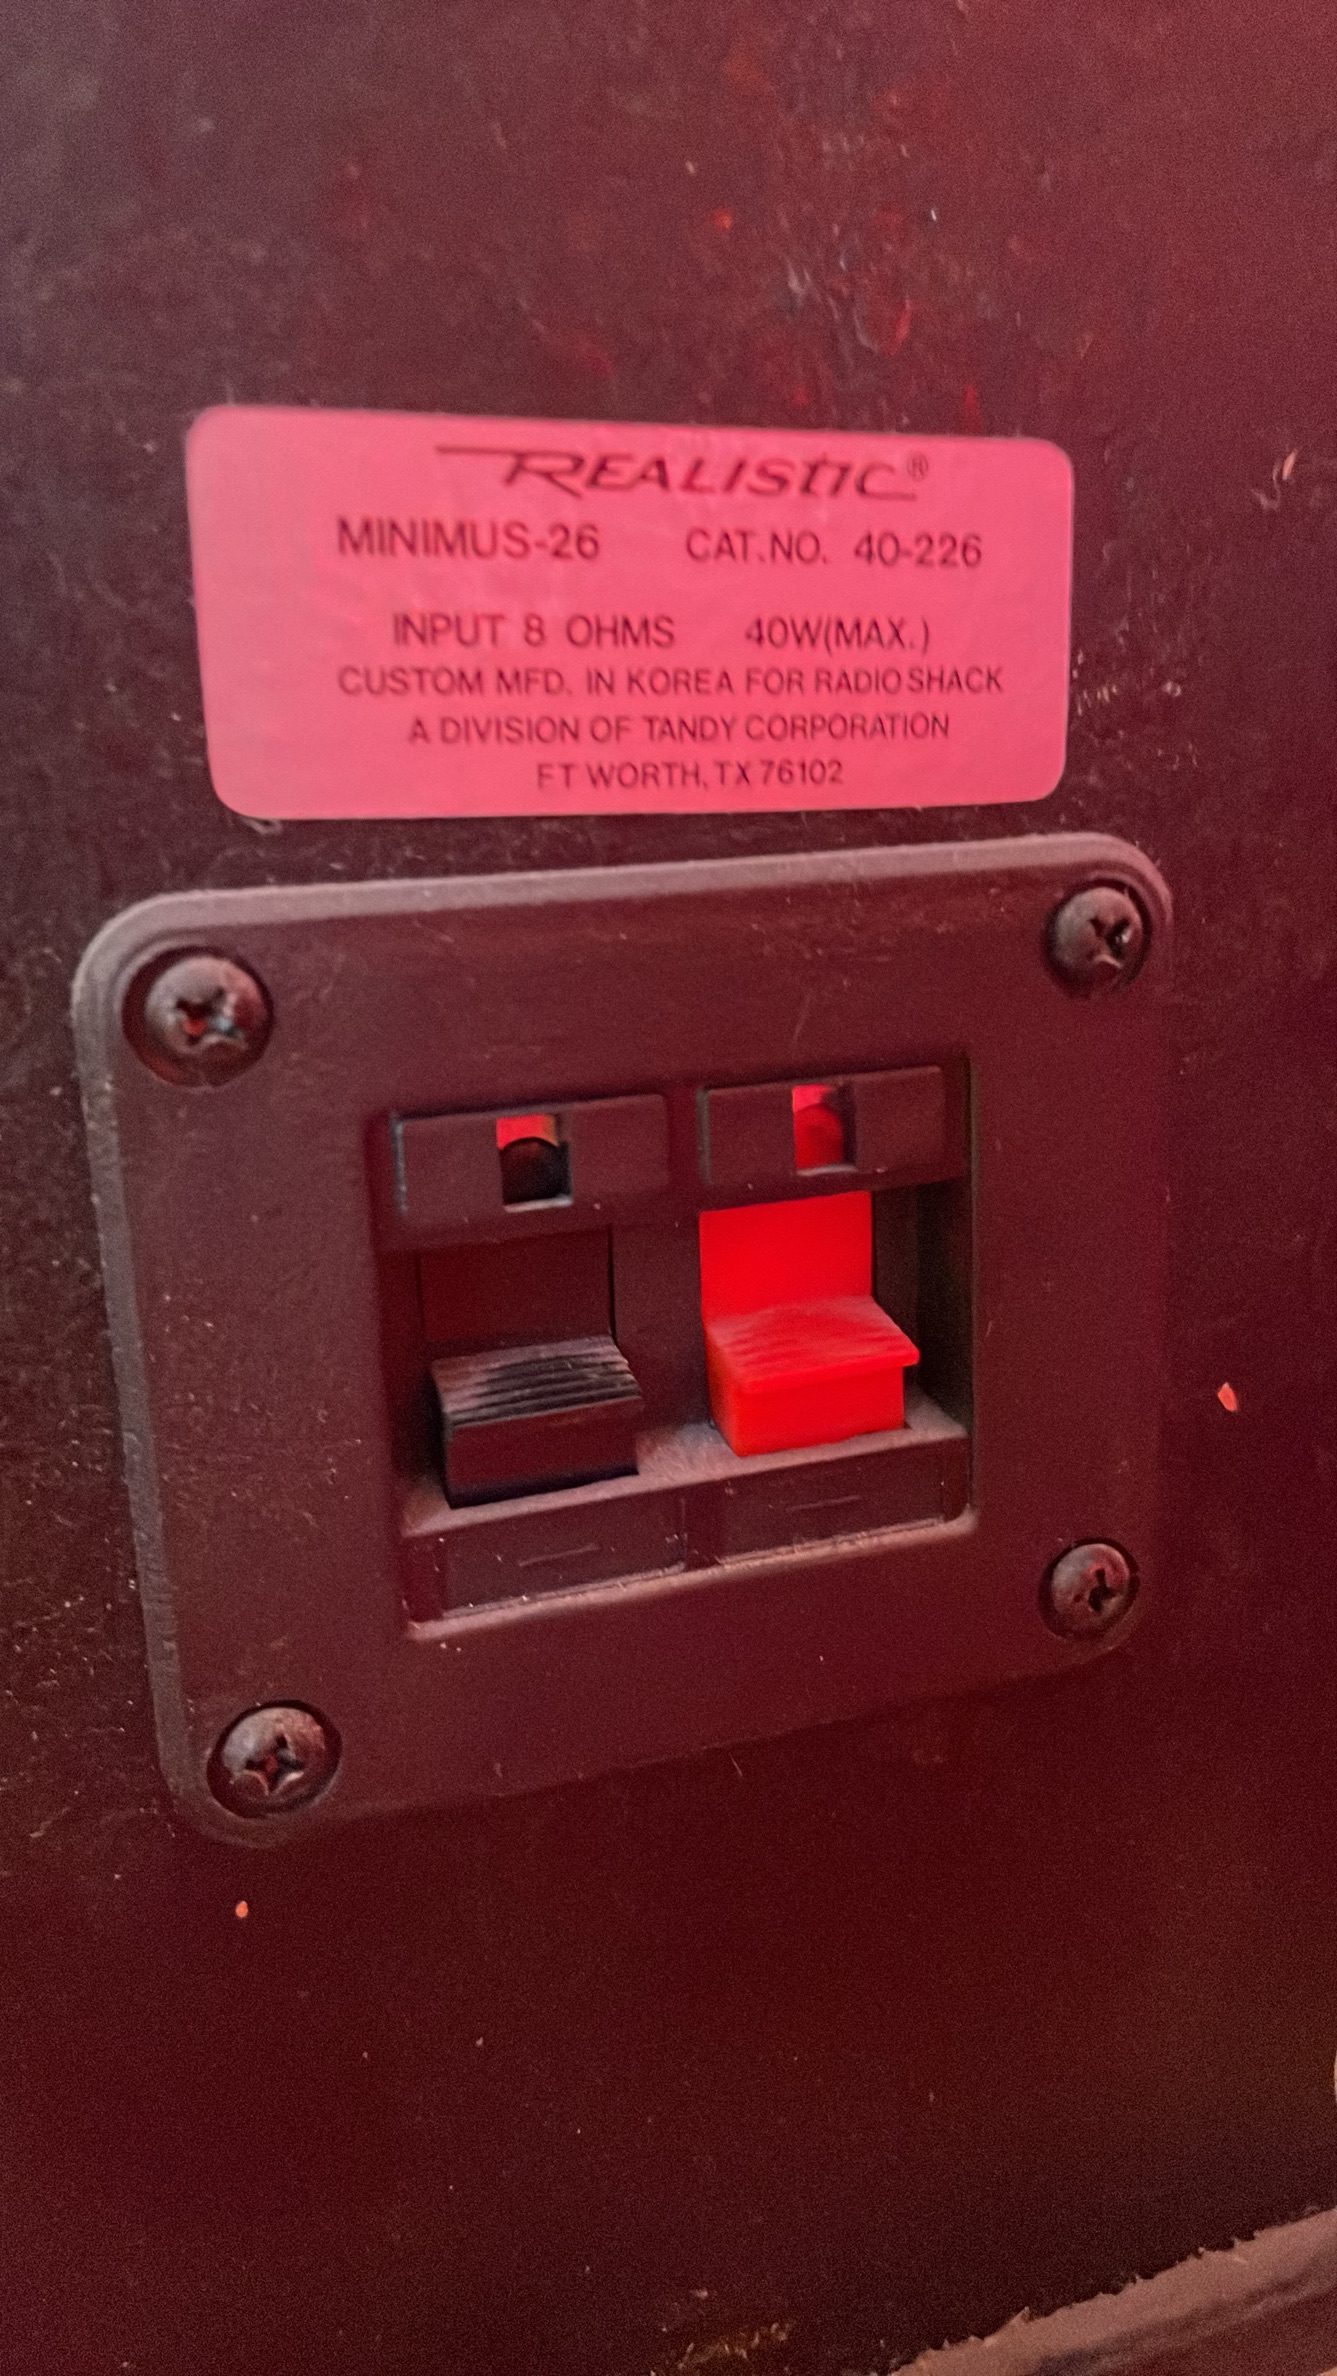 REALISTIC®
MINIMUS-26 CAT.NO. 40-226
INPUT 8 OHMS 40W(MAX.)
CUSTOM MFD. IN KOREA FOR RADIO SHACK
A DIVISION OF TANDY CORPORATION
FT WORTH, TX 76102